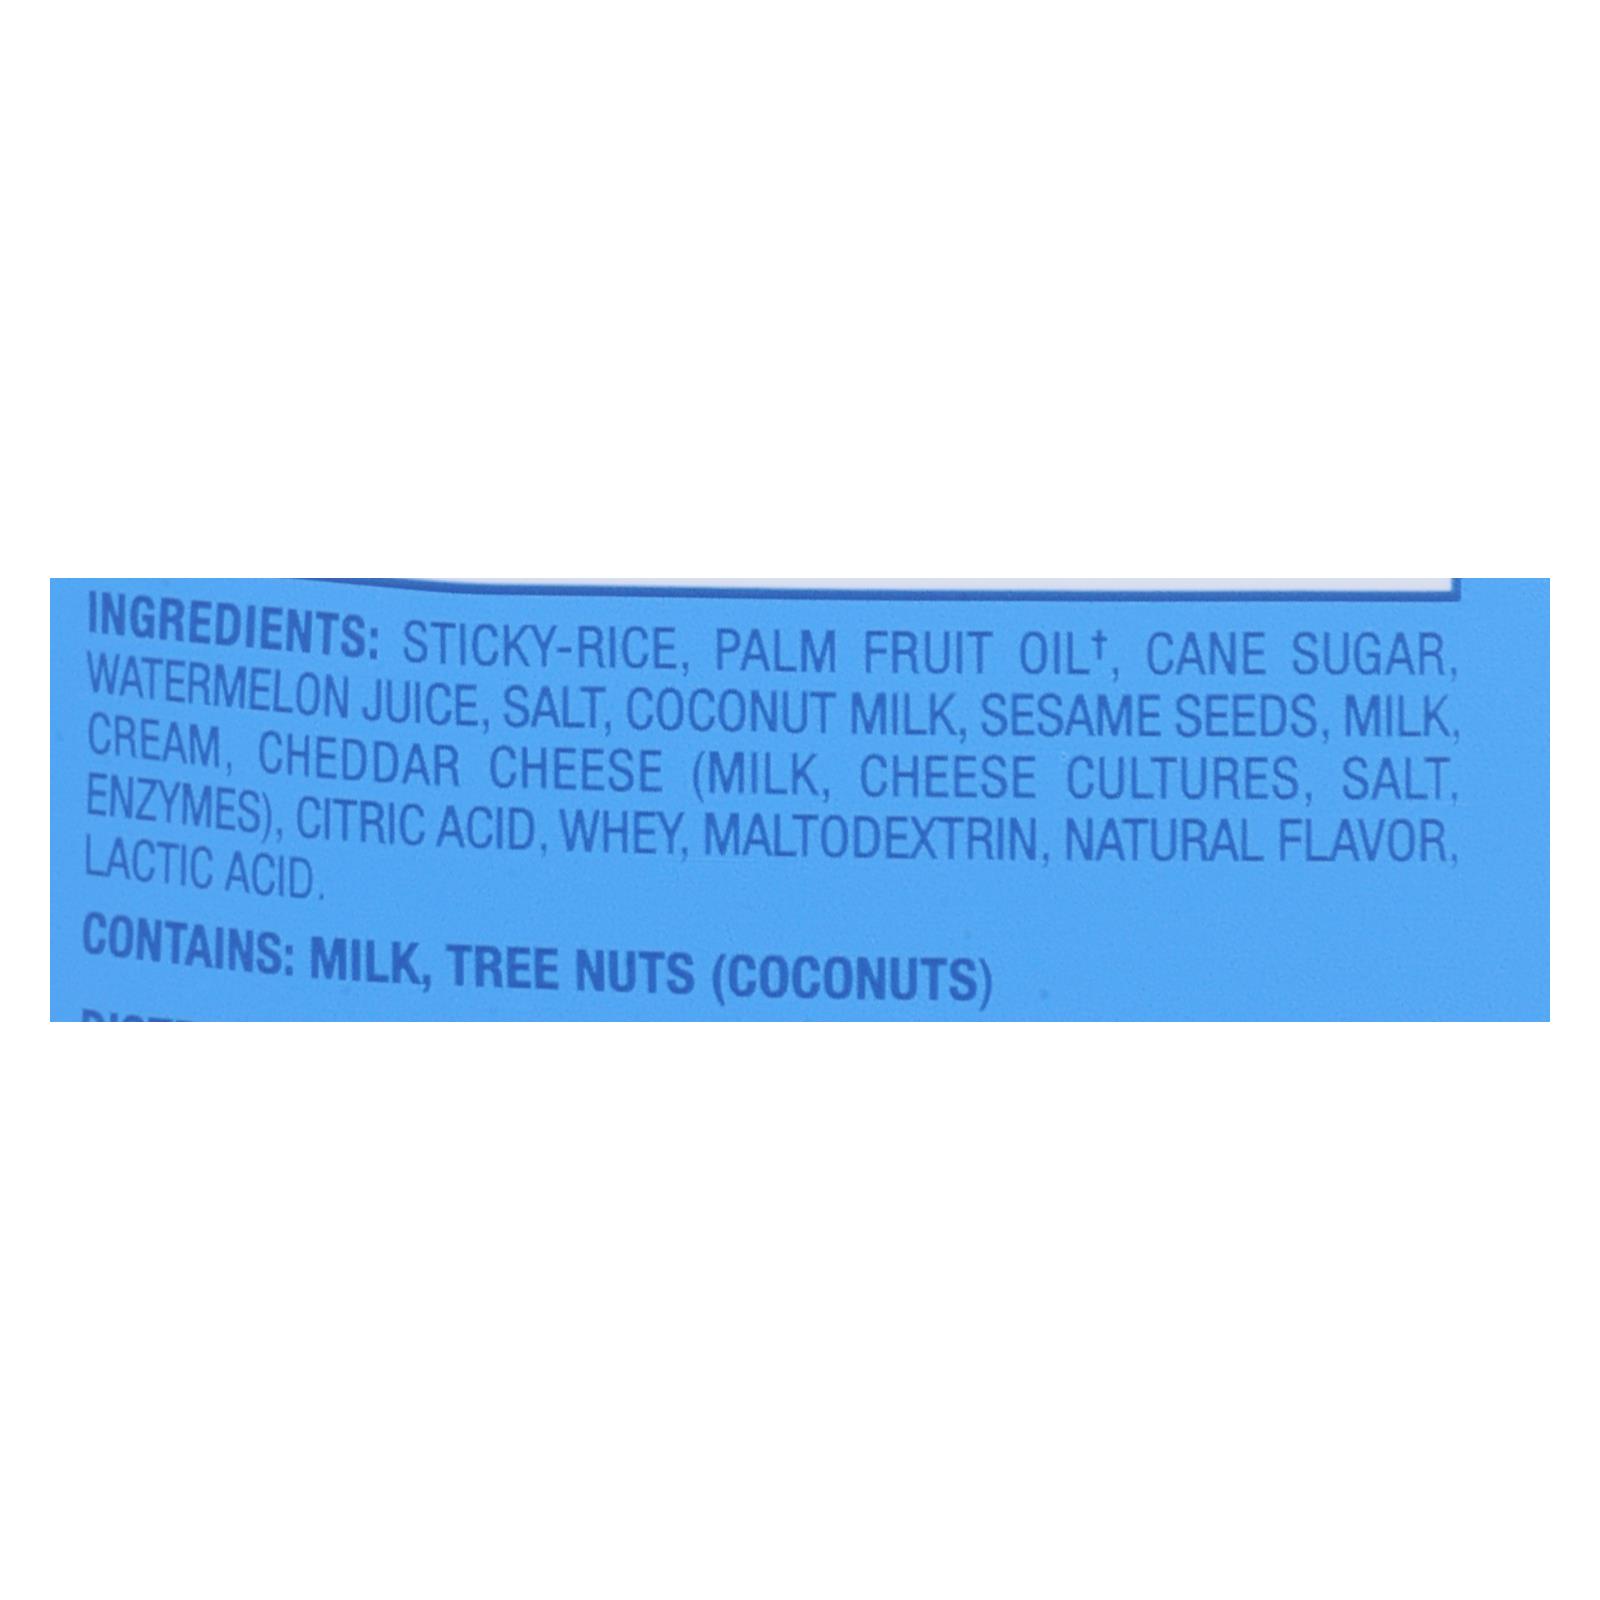 INGREDIENTS: STICKY-RICE, PALM FRUIT OIL†, CANE SUGAR,
WATERMELON JUICE, SALT, COCONUT MILK, SESAME SEEDS, MILK,
CREAM, CHEDDAR CHEESE (MILK, CHEESE CULTURES, SALT,
ENZYMES), CITRIC ACID, WHEY, MALTODEXTRIN, NATURAL FLAVOR,
LACTIC ACID.
CONTAINS: MILK, TREE NUTS (COCONUTS)